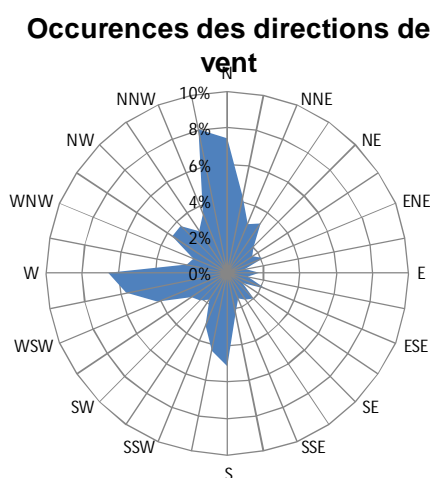 Occurences des directions de
vent
N
NNE
NE
ENE
E
ESE
SE
SSE
S
SSW
SW
WSW
W
WNW
NW
NNW
10%
8%
6%
4%
2%
0%